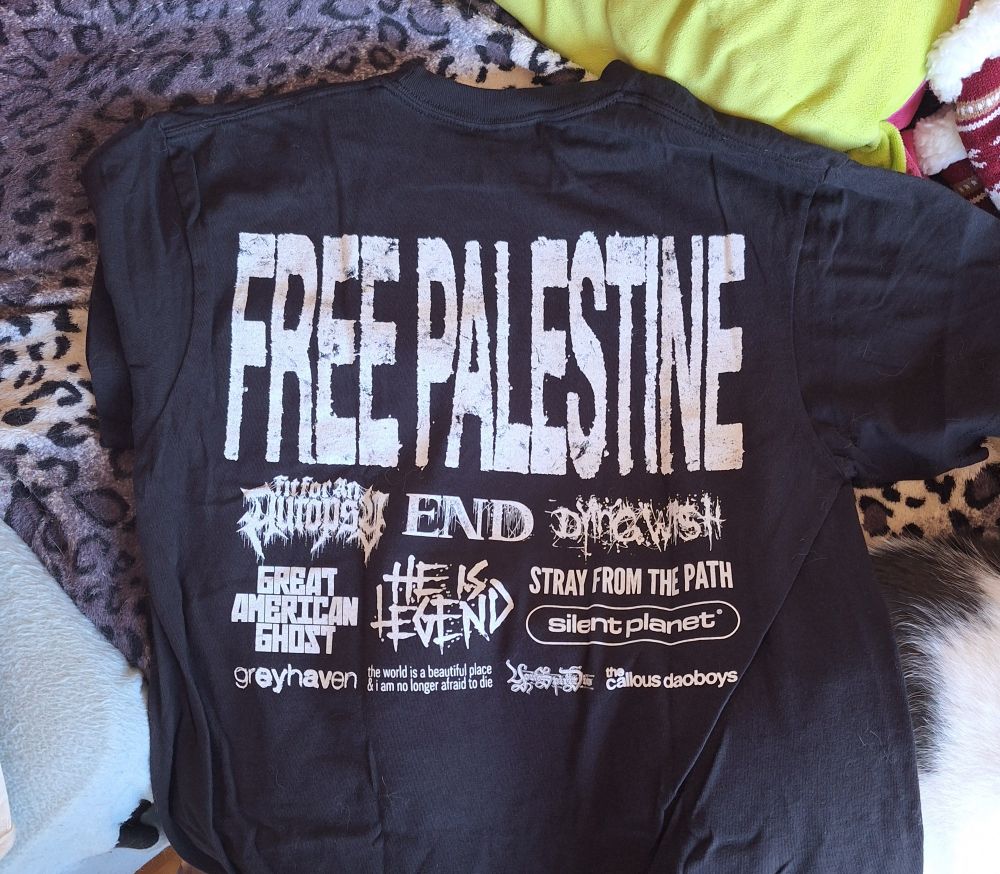 FREE PALESTINE
fit for an autopsy END dying wish
GREAT AMERICAN GHOST
HE IS LEGEND
STRAY FROM THE PATH
silent planet
greyhaven
the world is a beautiful place
& i am no longer afraid to die
the callous daoboys